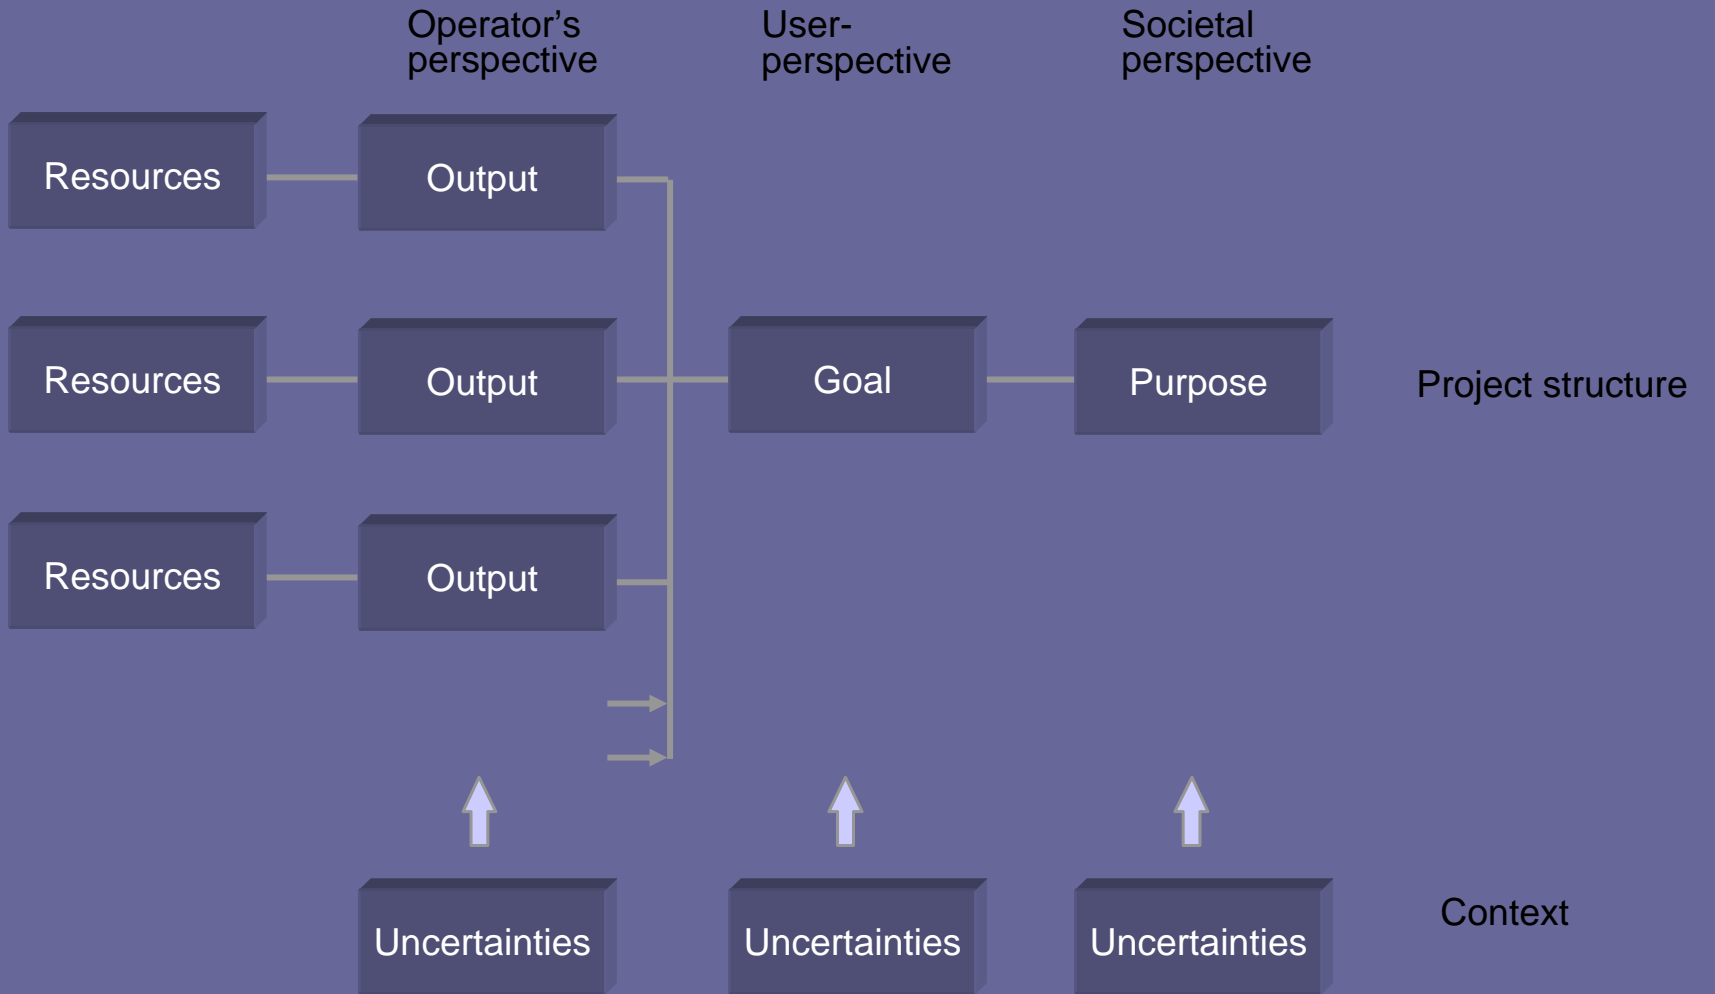 Operator’s
perspective
User-
perspective
Societal
perspective
Resources
Output
Resources
Output
Goal
Purpose
Project structure
Resources
Output
Uncertainties
Uncertainties
Uncertainties
Context